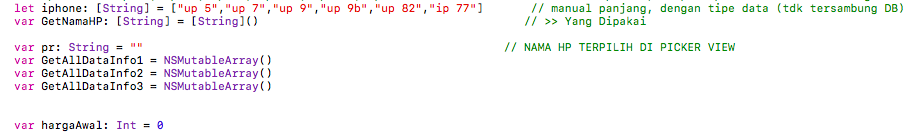 let iphone: [String] = ["up 5","up 7","up 9","up 9b","up 82","ip 77"] // manual panjang, dengan tipe data (tdk tersambung DB)
var GetNamaHP: [String] = [String]() // >> Yang Dipakai
var pr: String = "" // NAMA HP TERPILIH DI PICKER VIEW
var GetAllDataInfo1 = NSMutableArray()
var GetAllDataInfo2 = NSMutableArray()
var GetAllDataInfo3 = NSMutableArray()
var hargaAwal: Int = 0